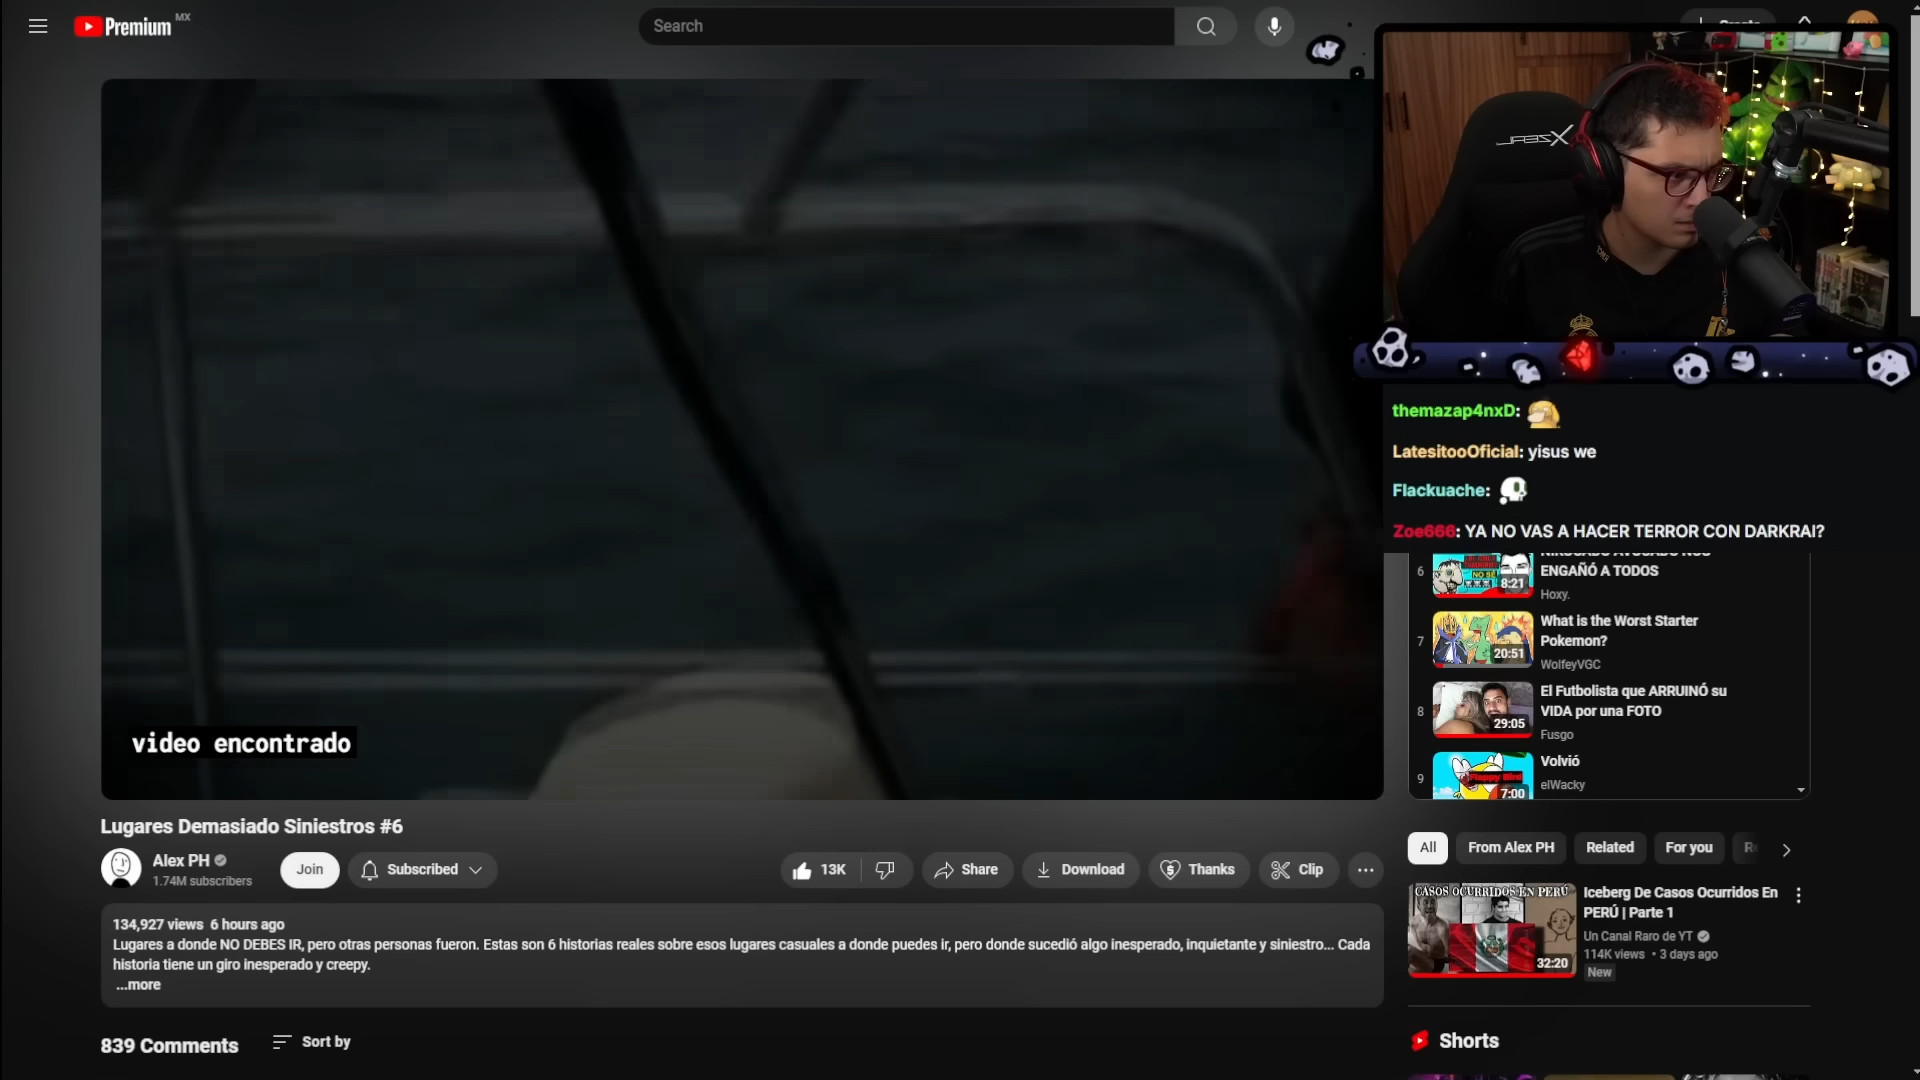 Premium MX
Search
Create
video encontrado
themazap4nxD:
LatesitooOficial: yisus we
Flackuache:
Zoe666: YA NO VAS A HACER TERROR CON DARKRAI?
6
8:21
ENGAÑÓ A TODOS
Hoxy.
7
20:51
What is the Worst Starter
Pokemon?
WolfeyVGC
8
29:05
El Futbolista que ARRUINÓ su
VIDA por una FOTO
Fusgo
9
7:00
Volvió
elWacky
Lugares Demasiado Siniestros #6
Alex PH
1.74M subscribers
Join
Subscribed
13K
Share
Download
Thanks
Clip
134,927 views 6 hours ago
Lugares a donde NO DEBES IR, pero otras personas fueron. Estas son 6 historias reales sobre esos lugares casuales a donde puedes ir, pero donde sucedió algo inesperado, inquietante y siniestro... Cada
historia tiene un giro inesperado y creepy.
...more
839 Comments
Sort by
All
From Alex PH
Related
For you
CASOS OCURRIDOS EN PERÚ
32:20
Iceberg De Casos Ocurridos En
PERÚ | Parte 1
Un Canal Raro de YT
114K views • 3 days ago
New
Shorts